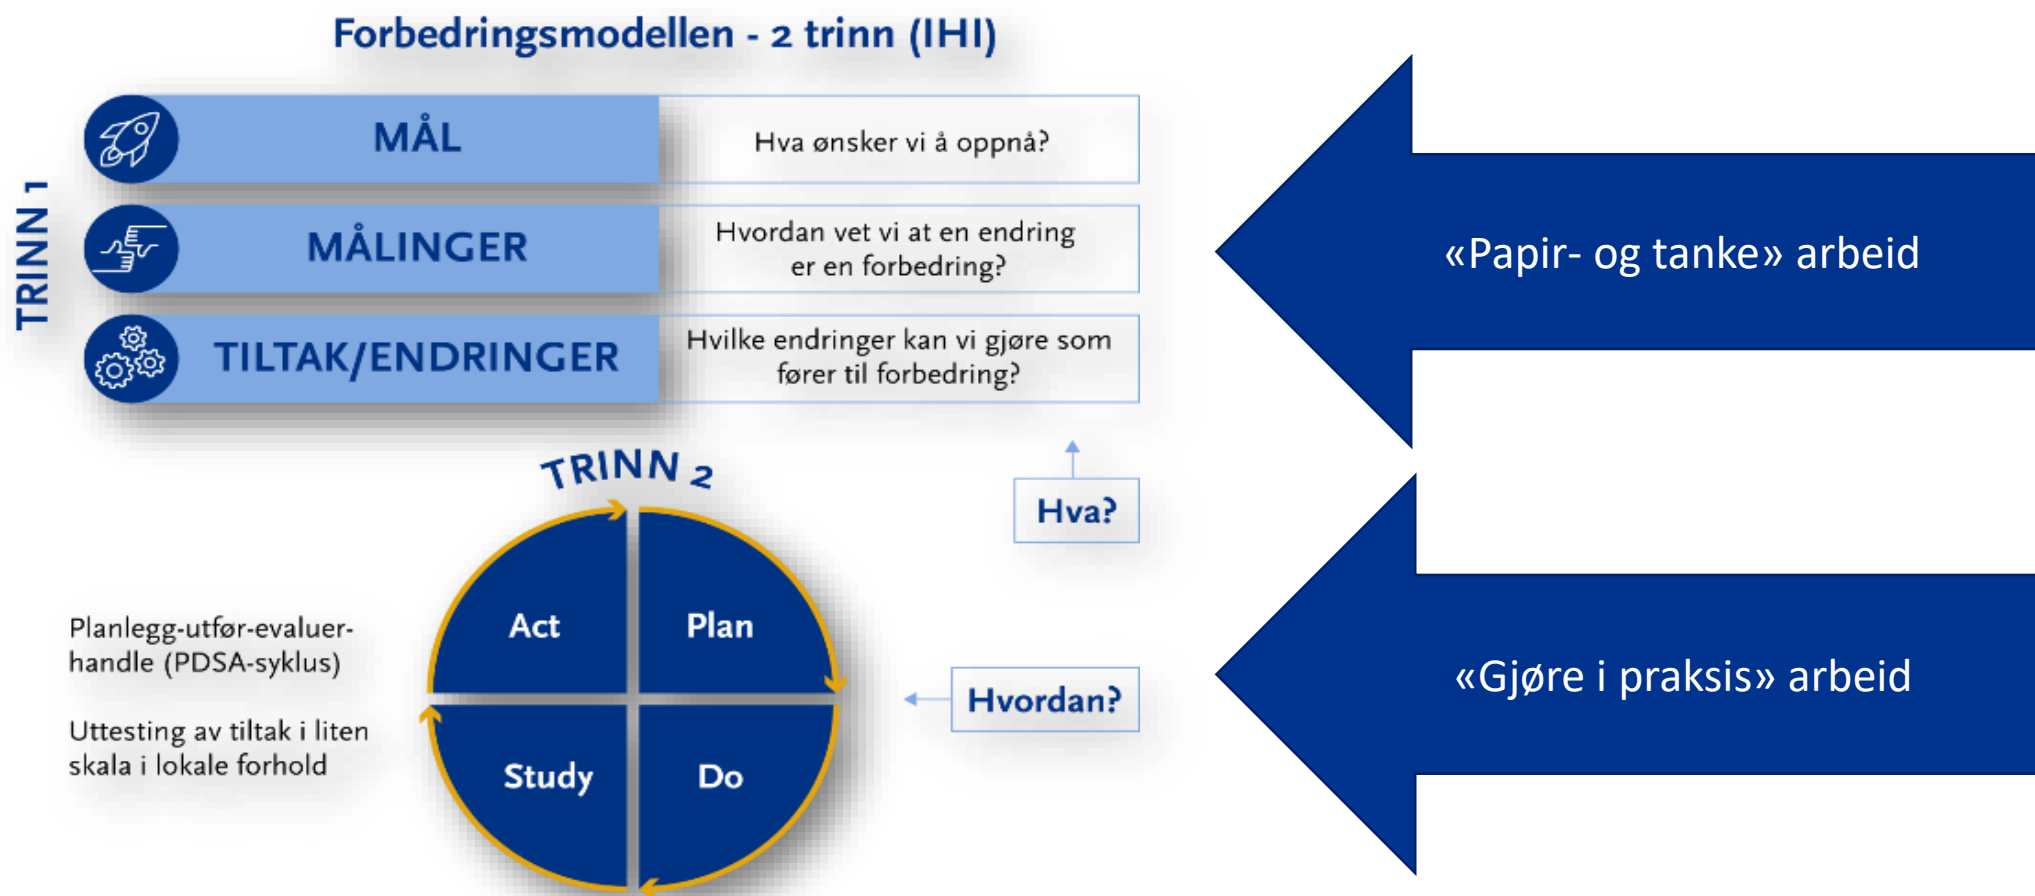 Forbedringsmodellen - 2 trinn (IHI)
TRINN 1
MÅL
Hva ønsker vi å oppnå?
MÅLINGER
Hvordan vet vi at en endring
er en forbedring?
TILTAK/ENDRINGER
Hvilke endringer kan vi gjøre som
fører til forbedring?
«Papir- og tanke» arbeid
Hva?
TRINN 2
Act
Plan
Study
Do
Planlegg-utfør-evaluer-
handle (PDSA-syklus)
Uttesting av tiltak i liten
skala i lokale forhold
Hvordan?
«Gjøre i praksis» arbeid